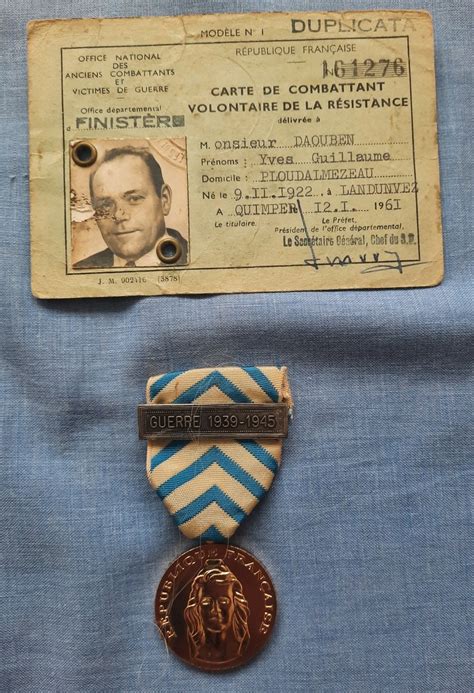 MODÈLE N° 1 DUPLICATA
OFFICE NATIONAL
DES
ANCIENS COMBATTANTS
ET
VICTIMES DE GUERRE
Office départemental
d FINISTÈRE
RÉPUBLIQUE FRANÇAISE
N° 161276
CARTE DE COMBATTANT
VOLONTAIRE DE LA RÉSISTANCE
délivrée à
Monsieur DAOUBEN
Prénoms : Yves Guillaume
Domicile : PLOUDALMEZEAU
Né le 9.II.1922 à LANDUNVEZ
A QUIMPER 12.I. 1961
Le titulaire. Le Préfet,
Président de l'office départemental,
Le Secrétaire Général, Chef du S.D.
J. M. 002416 (5878)
GUERRE 1939-1945
RÉPUBLIQUE FRANÇAISE